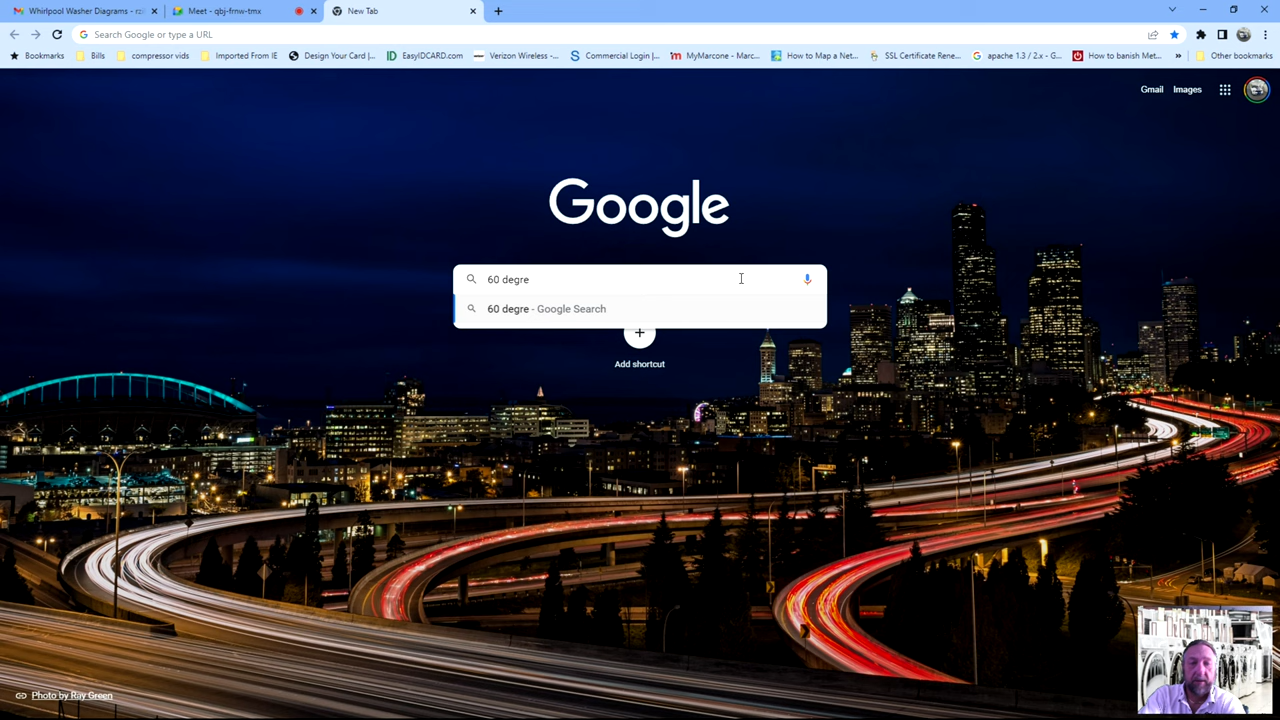 Whirlpool Washer Diagrams - rz
Meet - qbj-frnw-tmx
New Tab
Search Google or type a URL
Bookmarks
Bills
compressor vids
Imported From IE
Design Your Card |...
EasyIDCARD.com
Verizon Wireless -...
Commercial Login |...
MyMarcone - Marc...
How to Map a Net...
SSL Certificate Rene...
apache 1.3 / 2.x - G...
How to banish Met...
»
Other bookmarks
Gmail
Images
Google
60 degre
60 degre - Google Search
Add shortcut
Photo by Ray Green